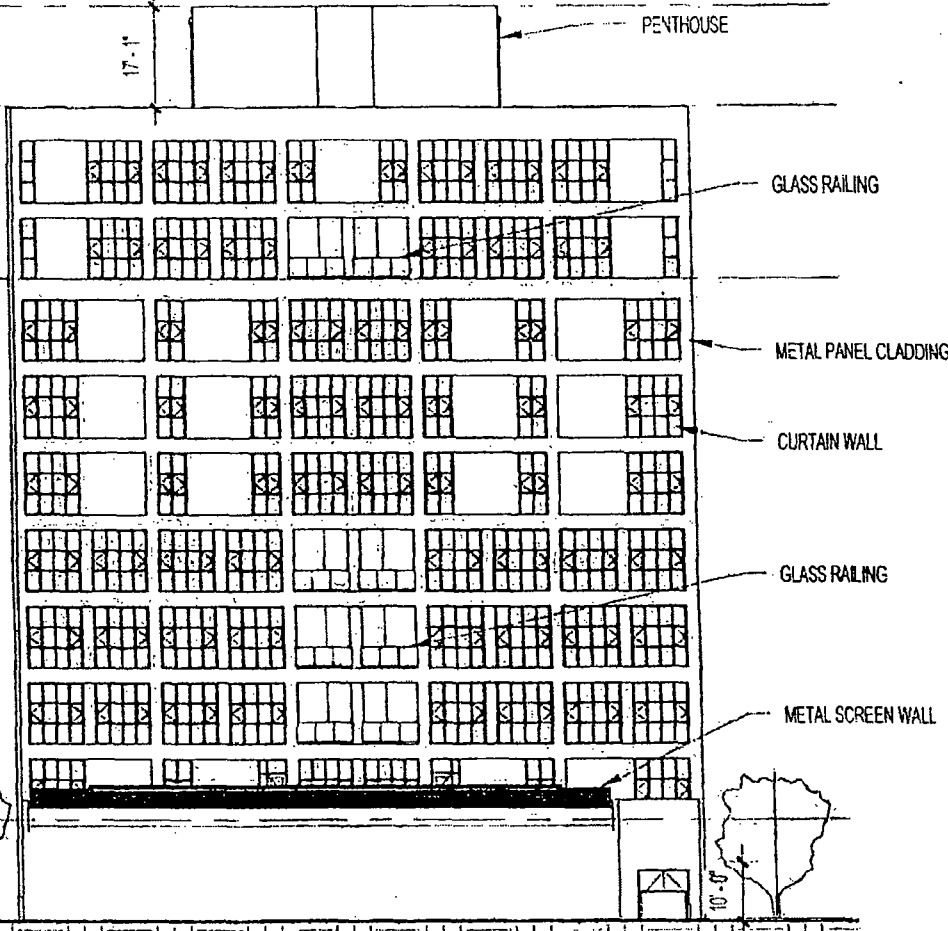 PENTHOUSE
17'-1"
GLASS RAILING
METAL PANEL CLADDING
CURTAIN WALL
GLASS RAILING
METAL SCREEN WALL
10'-0"